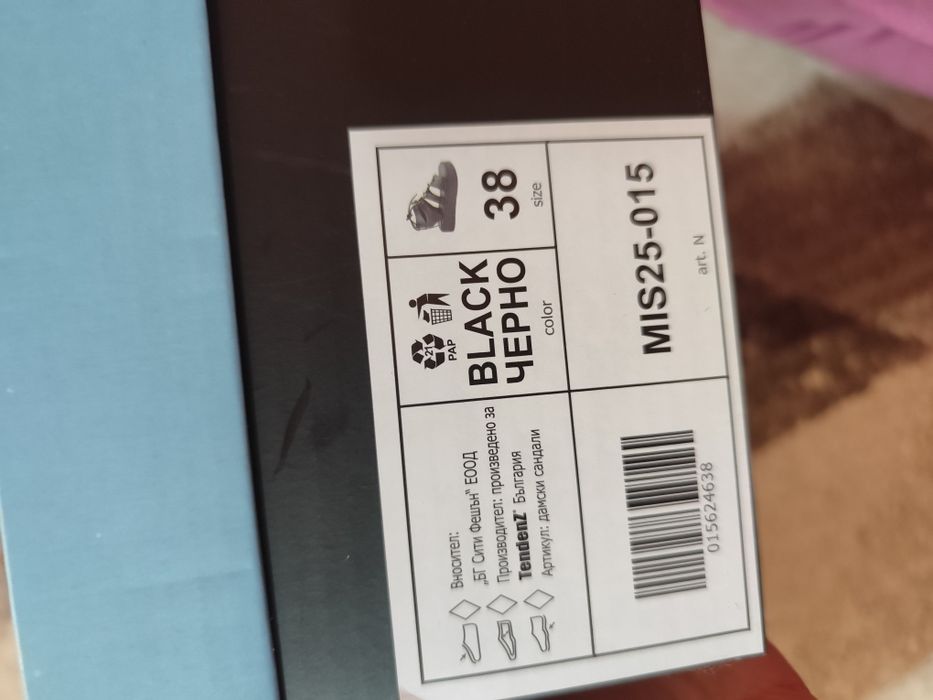 Вносител:
„БГ Сити Фешън" ЕООД
Производител: произведено за
TendenZ® България
Артикул: дамски сандали
21
PAP
BLACK
ЧЕРНО
color
38
size
015624638
MIS25-015
art. N